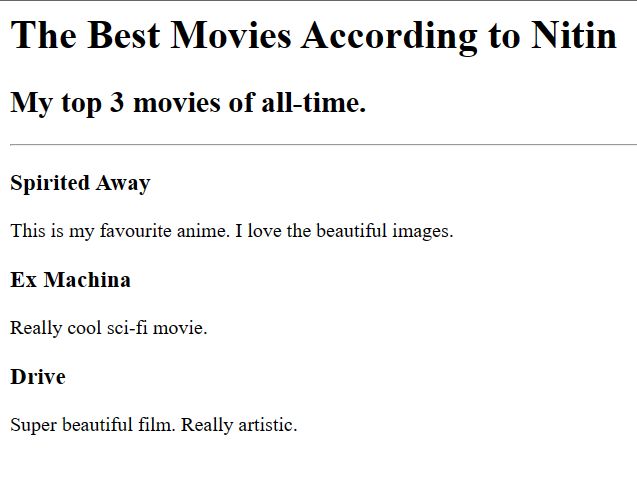 The Best Movies According to Nitin
My top 3 movies of all-time.
Spirited Away
This is my favourite anime. I love the beautiful images.
Ex Machina
Really cool sci-fi movie.
Drive
Super beautiful film. Really artistic.